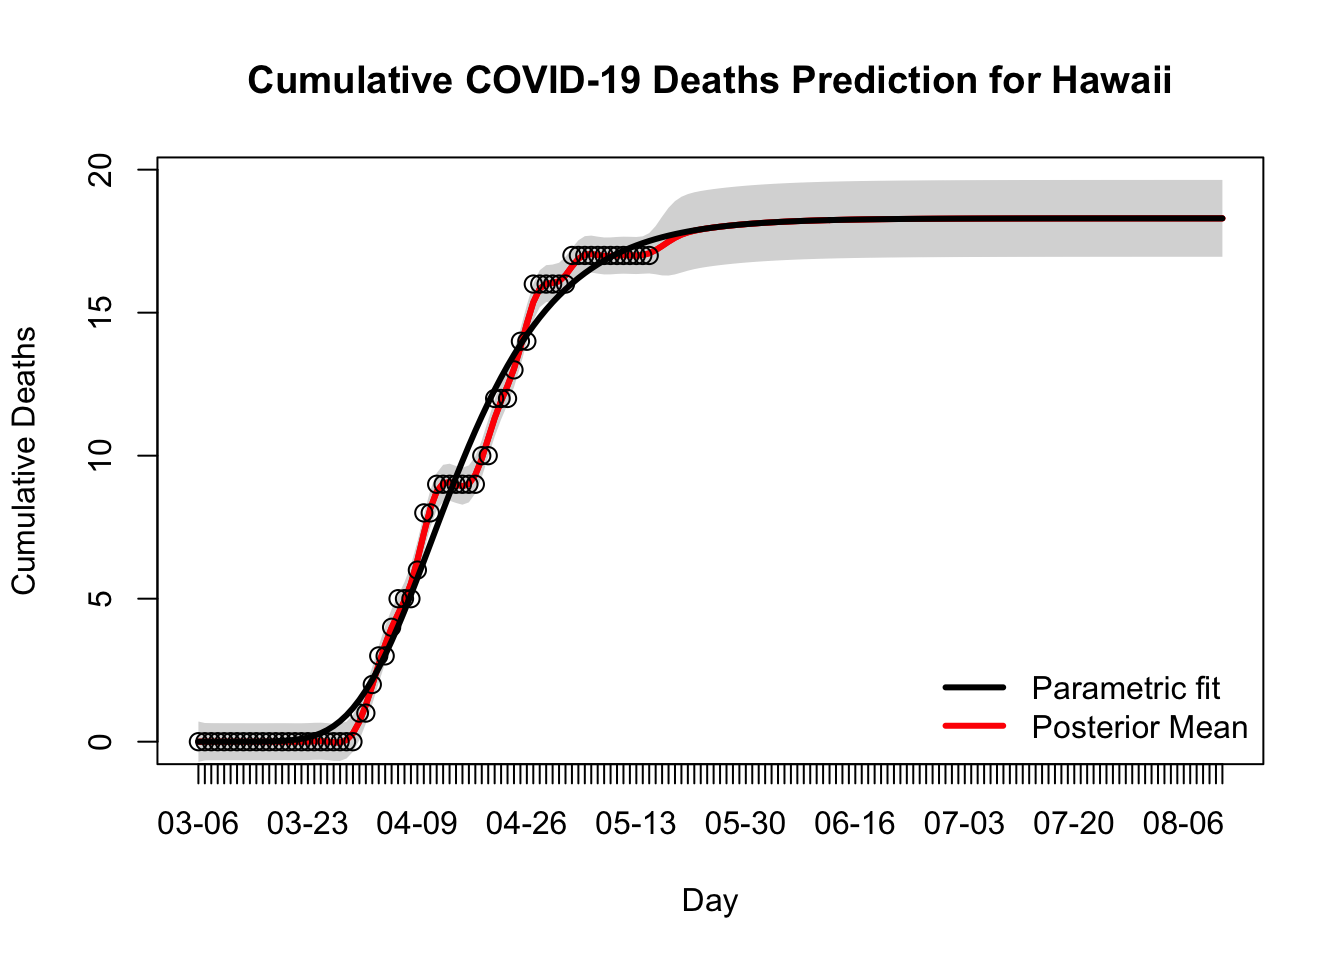 Cumulative COVID-19 Deaths Prediction for Hawaii
Cumulative Deaths
20
15
10
5
0
Parametric fit
Posterior Mean
03-06 03-23 04-09 04-26 05-13 05-30 06-16 07-03 07-20 08-06
Day